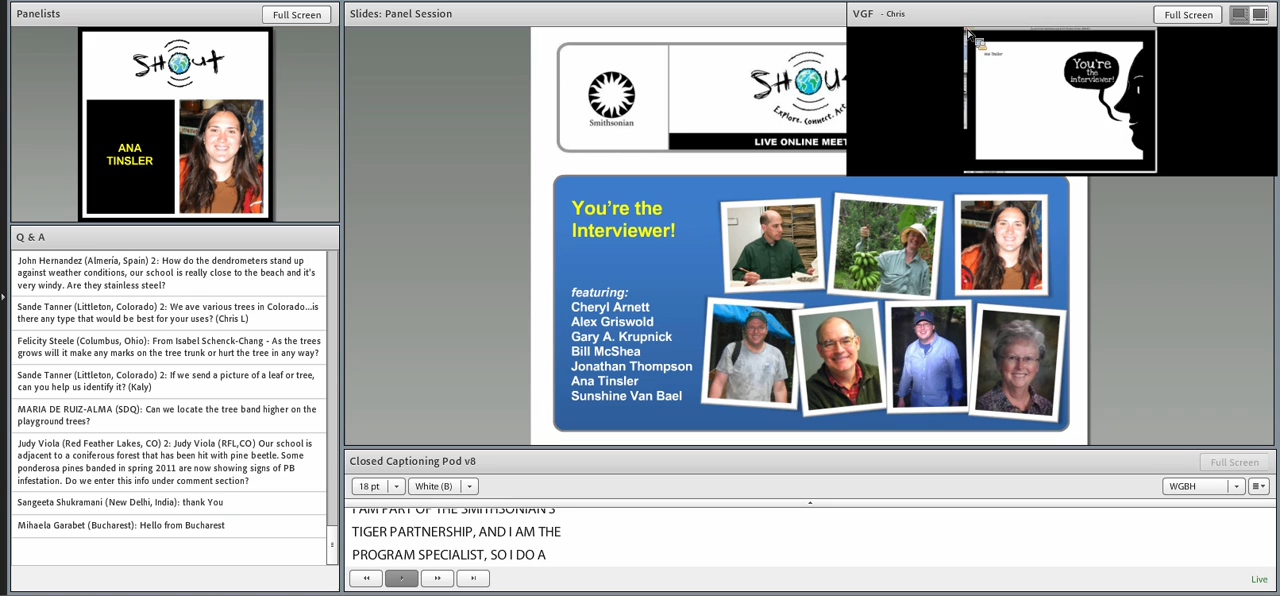 Panelists
Full Screen
SHOUT
ANA
TINSLER
Q & A
John Hernandez (Almería, Spain) 2: How do the dendrometers stand up
against weather conditions, our school is really close to the beach and it's
very windy. Are they stainless steel?
Sande Tanner (Littleton, Colorado) 2: We ave various trees in Colorado...is
there any type that would be best for your uses? (Chris L)
Felicity Steele (Columbus, Ohio): From Isabel Schenck-Chang - As the trees
grows will it make any marks on the tree trunk or hurt the tree in any way?
Sande Tanner (Littleton, Colorado) 2: If we send a picture of a leaf or tree,
can you help us identify it? (Kaly)
MARIA DE RUIZ-ALMA (SDQ): Can we locate the tree band higher on the
playground trees?
Judy Viola (Red Feather Lakes, CO) 2: Judy Viola (RFL,CO) Our school is
adjacent to a coniferous forest that has been hit with pine beetle. Some
ponderosa pines banded in spring 2011 are now showing signs of PB
infestation. Do we enter this info under comment section?
Sangeeta Shukramani (New Delhi, India): thank You
Mihaela Garabet (Bucharest): Hello from Bucharest
Slides: Panel Session
Smithsonian
SHOUT
Explore. Connect. Act
LIVE ONLINE MEET
You're the
Interviewer!
featuring:
Cheryl Arnett
Alex Griswold
Gary A. Krupnick
Bill McShea
Jonathan Thompson
Ana Tinsler
Sunshine Van Bael
VGF - Chris
Full Screen
Ana Tinsler
You're
the
interviewer!
Closed Captioning Pod v8
Full Screen
18 pt
White (B)
WGBH
I AM PART OF THE SMITHSONIAN'S
TIGER PARTNERSHIP, AND I AM THE
PROGRAM SPECIALIST, SO I DO A
Live